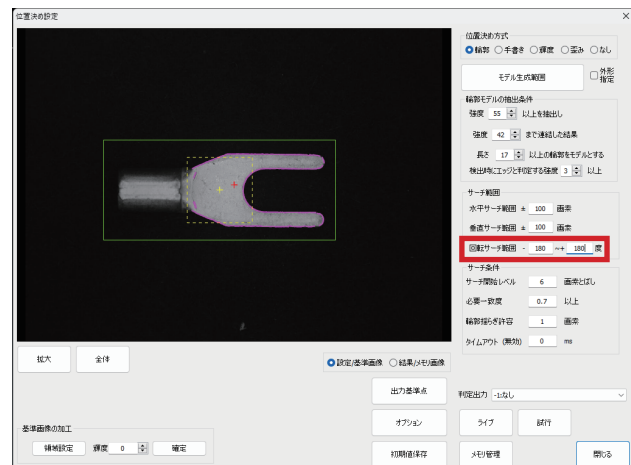 位置決め設定
位置決め方式
輪郭 手書き 輝度 歪み なし
モデル生成範囲
外形
指定
輪郭モデルの抽出条件
強度 55 以上を抽出し
強度 42 まで連結した結果
長さ 17 以上の輪郭をモデルとする
検出時にエッジと判定する強度 3 以上
サーチ範囲
水平サーチ範囲 ± 100 画素
垂直サーチ範囲 ± 100 画素
回転サーチ範囲 - 180 ~+ 180 度
サーチ条件
サーチ開始レベル 6 画素とばし
必要一致度 0.7 以上
輪郭揺らぎ許容 1 画素
タイムアウト (無効) 0 ms
拡大 全体
設定/基準画像 結果/メモリ画像
出力基準点
判定出力 -1:なし
オプション ライブ 試行
基準画像の加工
領域設定 輝度 0 確定
初期値保存 メモリ管理 閉じる